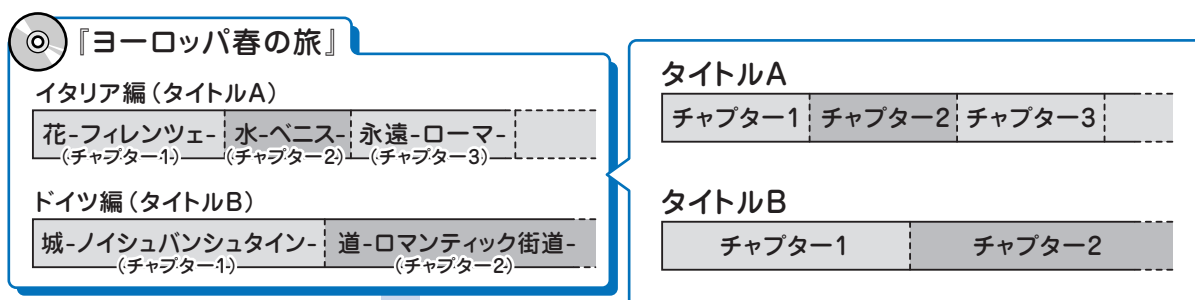 『ヨーロッパ春の旅』
イタリア編（タイトルA）
花-フィレンツェ- 水-ベニス- 永遠-ローマ-
（チャプター1） （チャプター2） （チャプター3）
ドイツ編（タイトルB）
城-ノイシュバンシュタイン- 道-ロマンティック街道-
（チャプター1） （チャプター2）
タイトルA
チャプター1 チャプター2 チャプター3
タイトルB
チャプター1 チャプター2